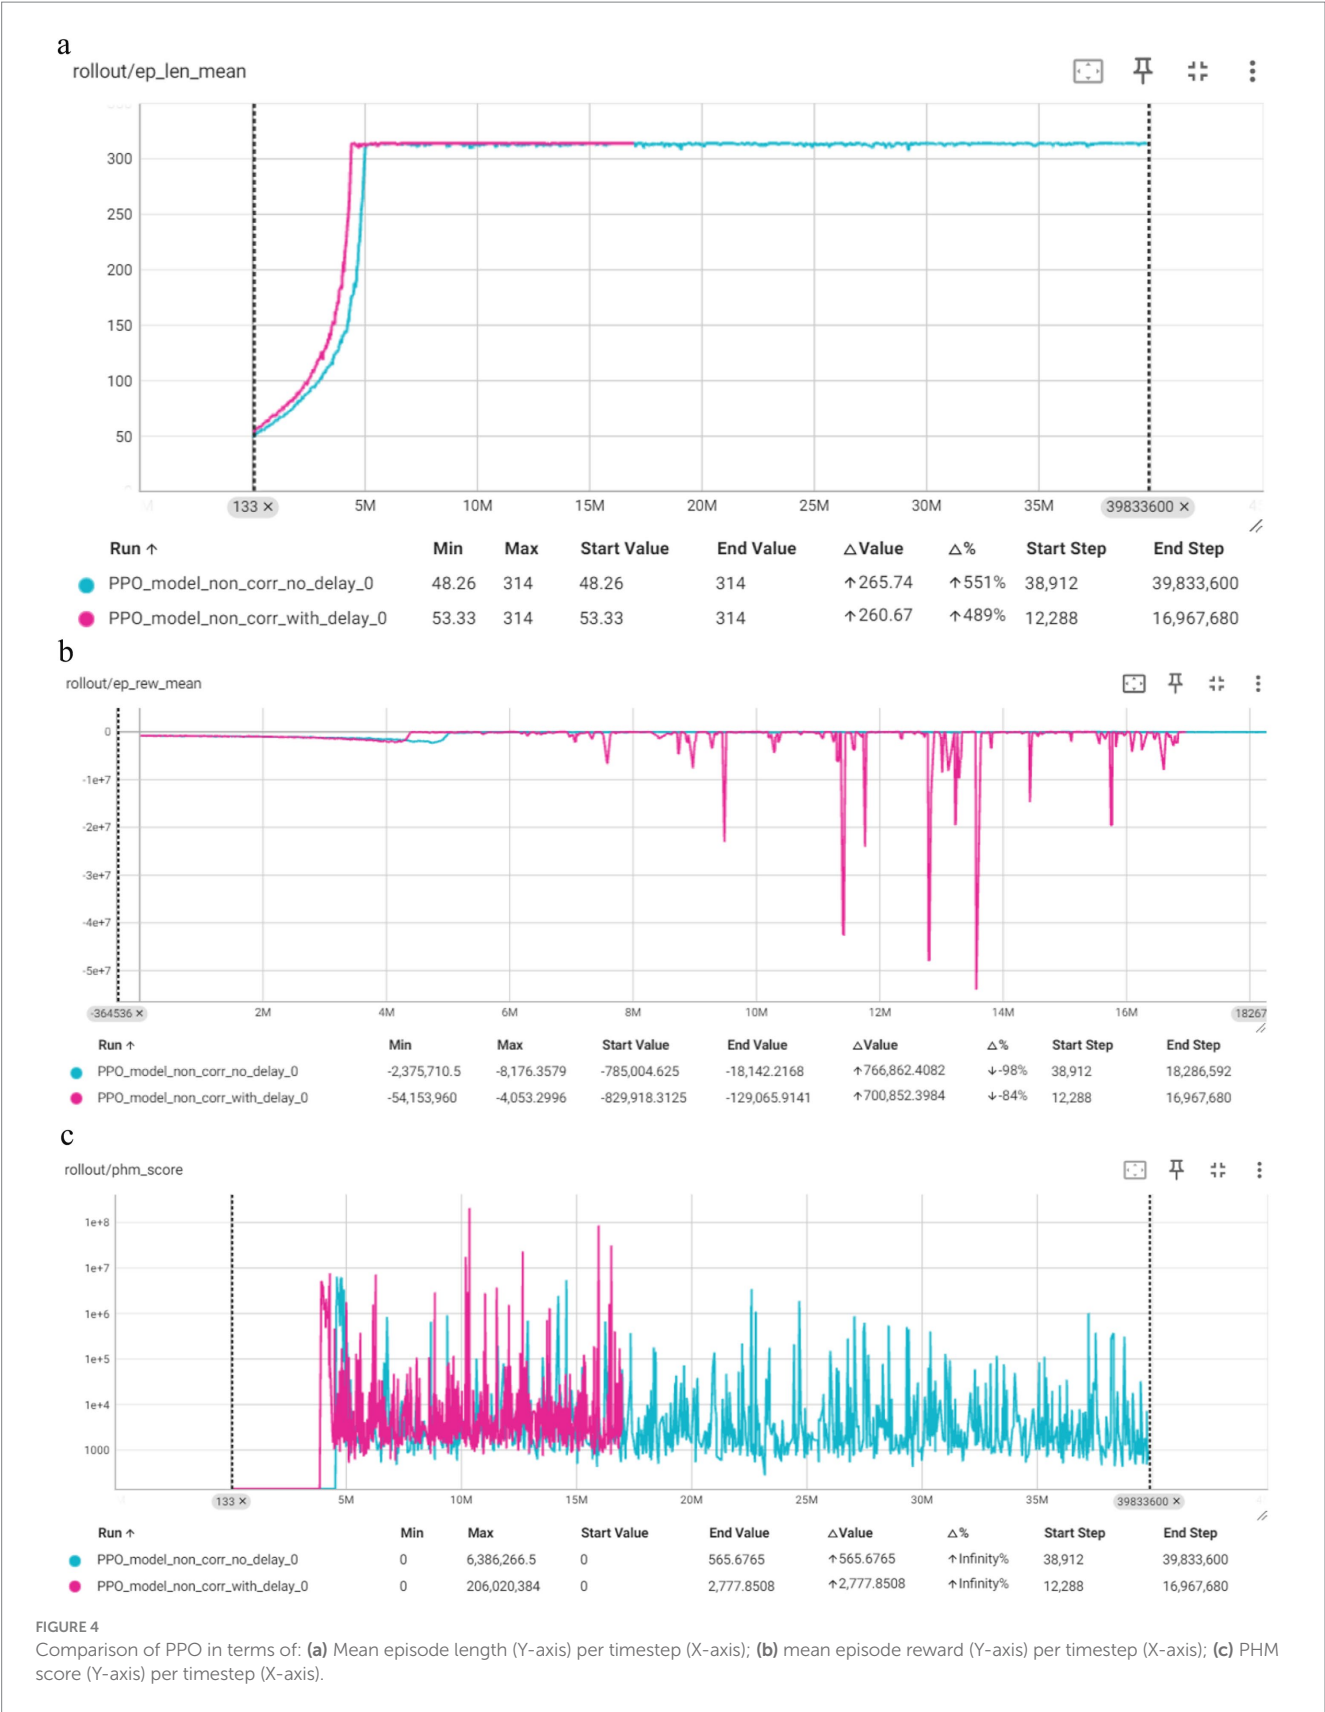 a
rollout/ep_len_mean
300
250
200
150
100
50
133 × 5M 10M 15M 20M 25M 30M 35M 39833600 ×
Run ↑ Min Max Start Value End Value △Value △% Start Step End Step
PPO_model_non_corr_no_delay_0 48.26 314 48.26 314 ↑265.74 ↑551% 38,912 39,833,600
PPO_model_non_corr_with_delay_0 53.33 314 53.33 314 ↑260.67 ↑489% 12,288 16,967,680
b
rollout/ep_rew_mean
0
-1e+7
-2e+7
-3e+7
-4e+7
-5e+7
-364536 × 2M 4M 6M 8M 10M 12M 14M 16M 18267
Run ↑ Min Max Start Value End Value △Value △% Start Step End Step
PPO_model_non_corr_no_delay_0 -2,375,710.5 -8,176.3579 -785,004.625 -18,142.2168 ↑766,862.4082 ↓-98% 38,912 18,286,592
PPO_model_non_corr_with_delay_0 -54,153,960 -4,053.2996 -829,918.3125 -129,065.9141 ↑700,852.3984 ↓-84% 12,288 16,967,680
c
rollout/phm_score
1e+8
1e+7
1e+6
1e+5
1e+4
1000
133 × 5M 10M 15M 20M 25M 30M 35M 39833600 ×
Run ↑ Min Max Start Value End Value △Value △% Start Step End Step
PPO_model_non_corr_no_delay_0 0 6,386,266.5 0 565.6765 ↑565.6765 ↑Infinity% 38,912 39,833,600
PPO_model_non_corr_with_delay_0 0 206,020,384 0 2,777.8508 ↑2,777.8508 ↑Infinity% 12,288 16,967,680
FIGURE 4
Comparison of PPO in terms of: (a) Mean episode length (Y-axis) per timestep (X-axis); (b) mean episode reward (Y-axis) per timestep (X-axis); (c) PHM
score (Y-axis) per timestep (X-axis).